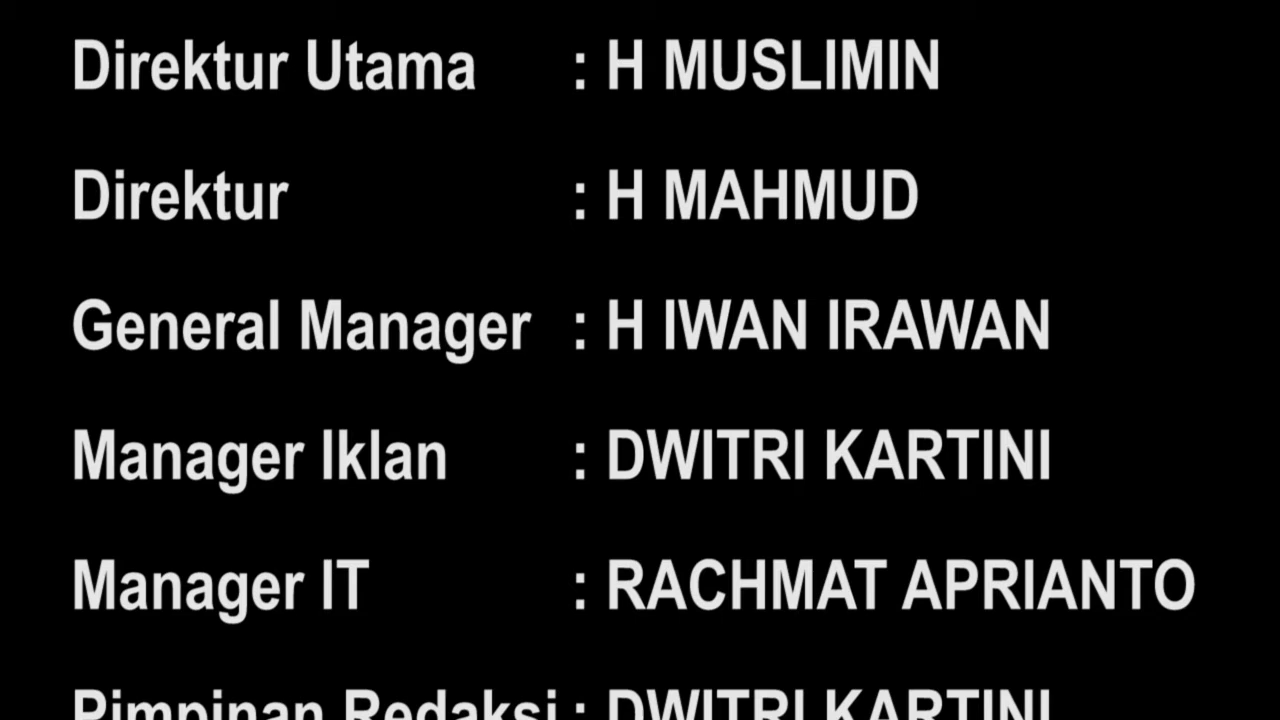 Direktur Utama : H MUSLIMIN
Direktur : H MAHMUD
General Manager : H IWAN IRAWAN
Manager Iklan : DWITRI KARTINI
Manager IT : RACHMAT APRIANTO
Pimpinan Redaksi : DWITRI KARTINI